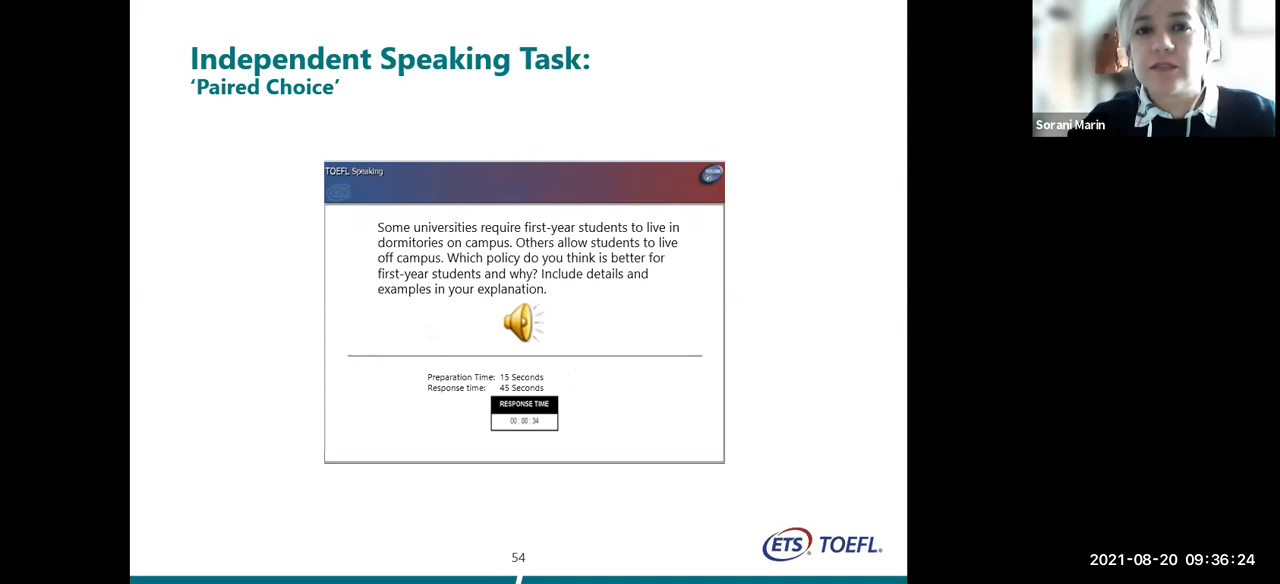 Independent Speaking Task:
‘Paired Choice’
Sorani Marin
TOEFL Speaking
VOLUME
ETS
Some universities require first-year students to live in
dormitories on campus. Others allow students to live
off campus. Which policy do you think is better for
first-year students and why? Include details and
examples in your explanation.
Preparation Time: 15 Seconds
Response time: 45 Seconds
RESPONSE TIME
00 : 00 : 34
ETS TOEFL.
54
2021-08-20 09:36:24